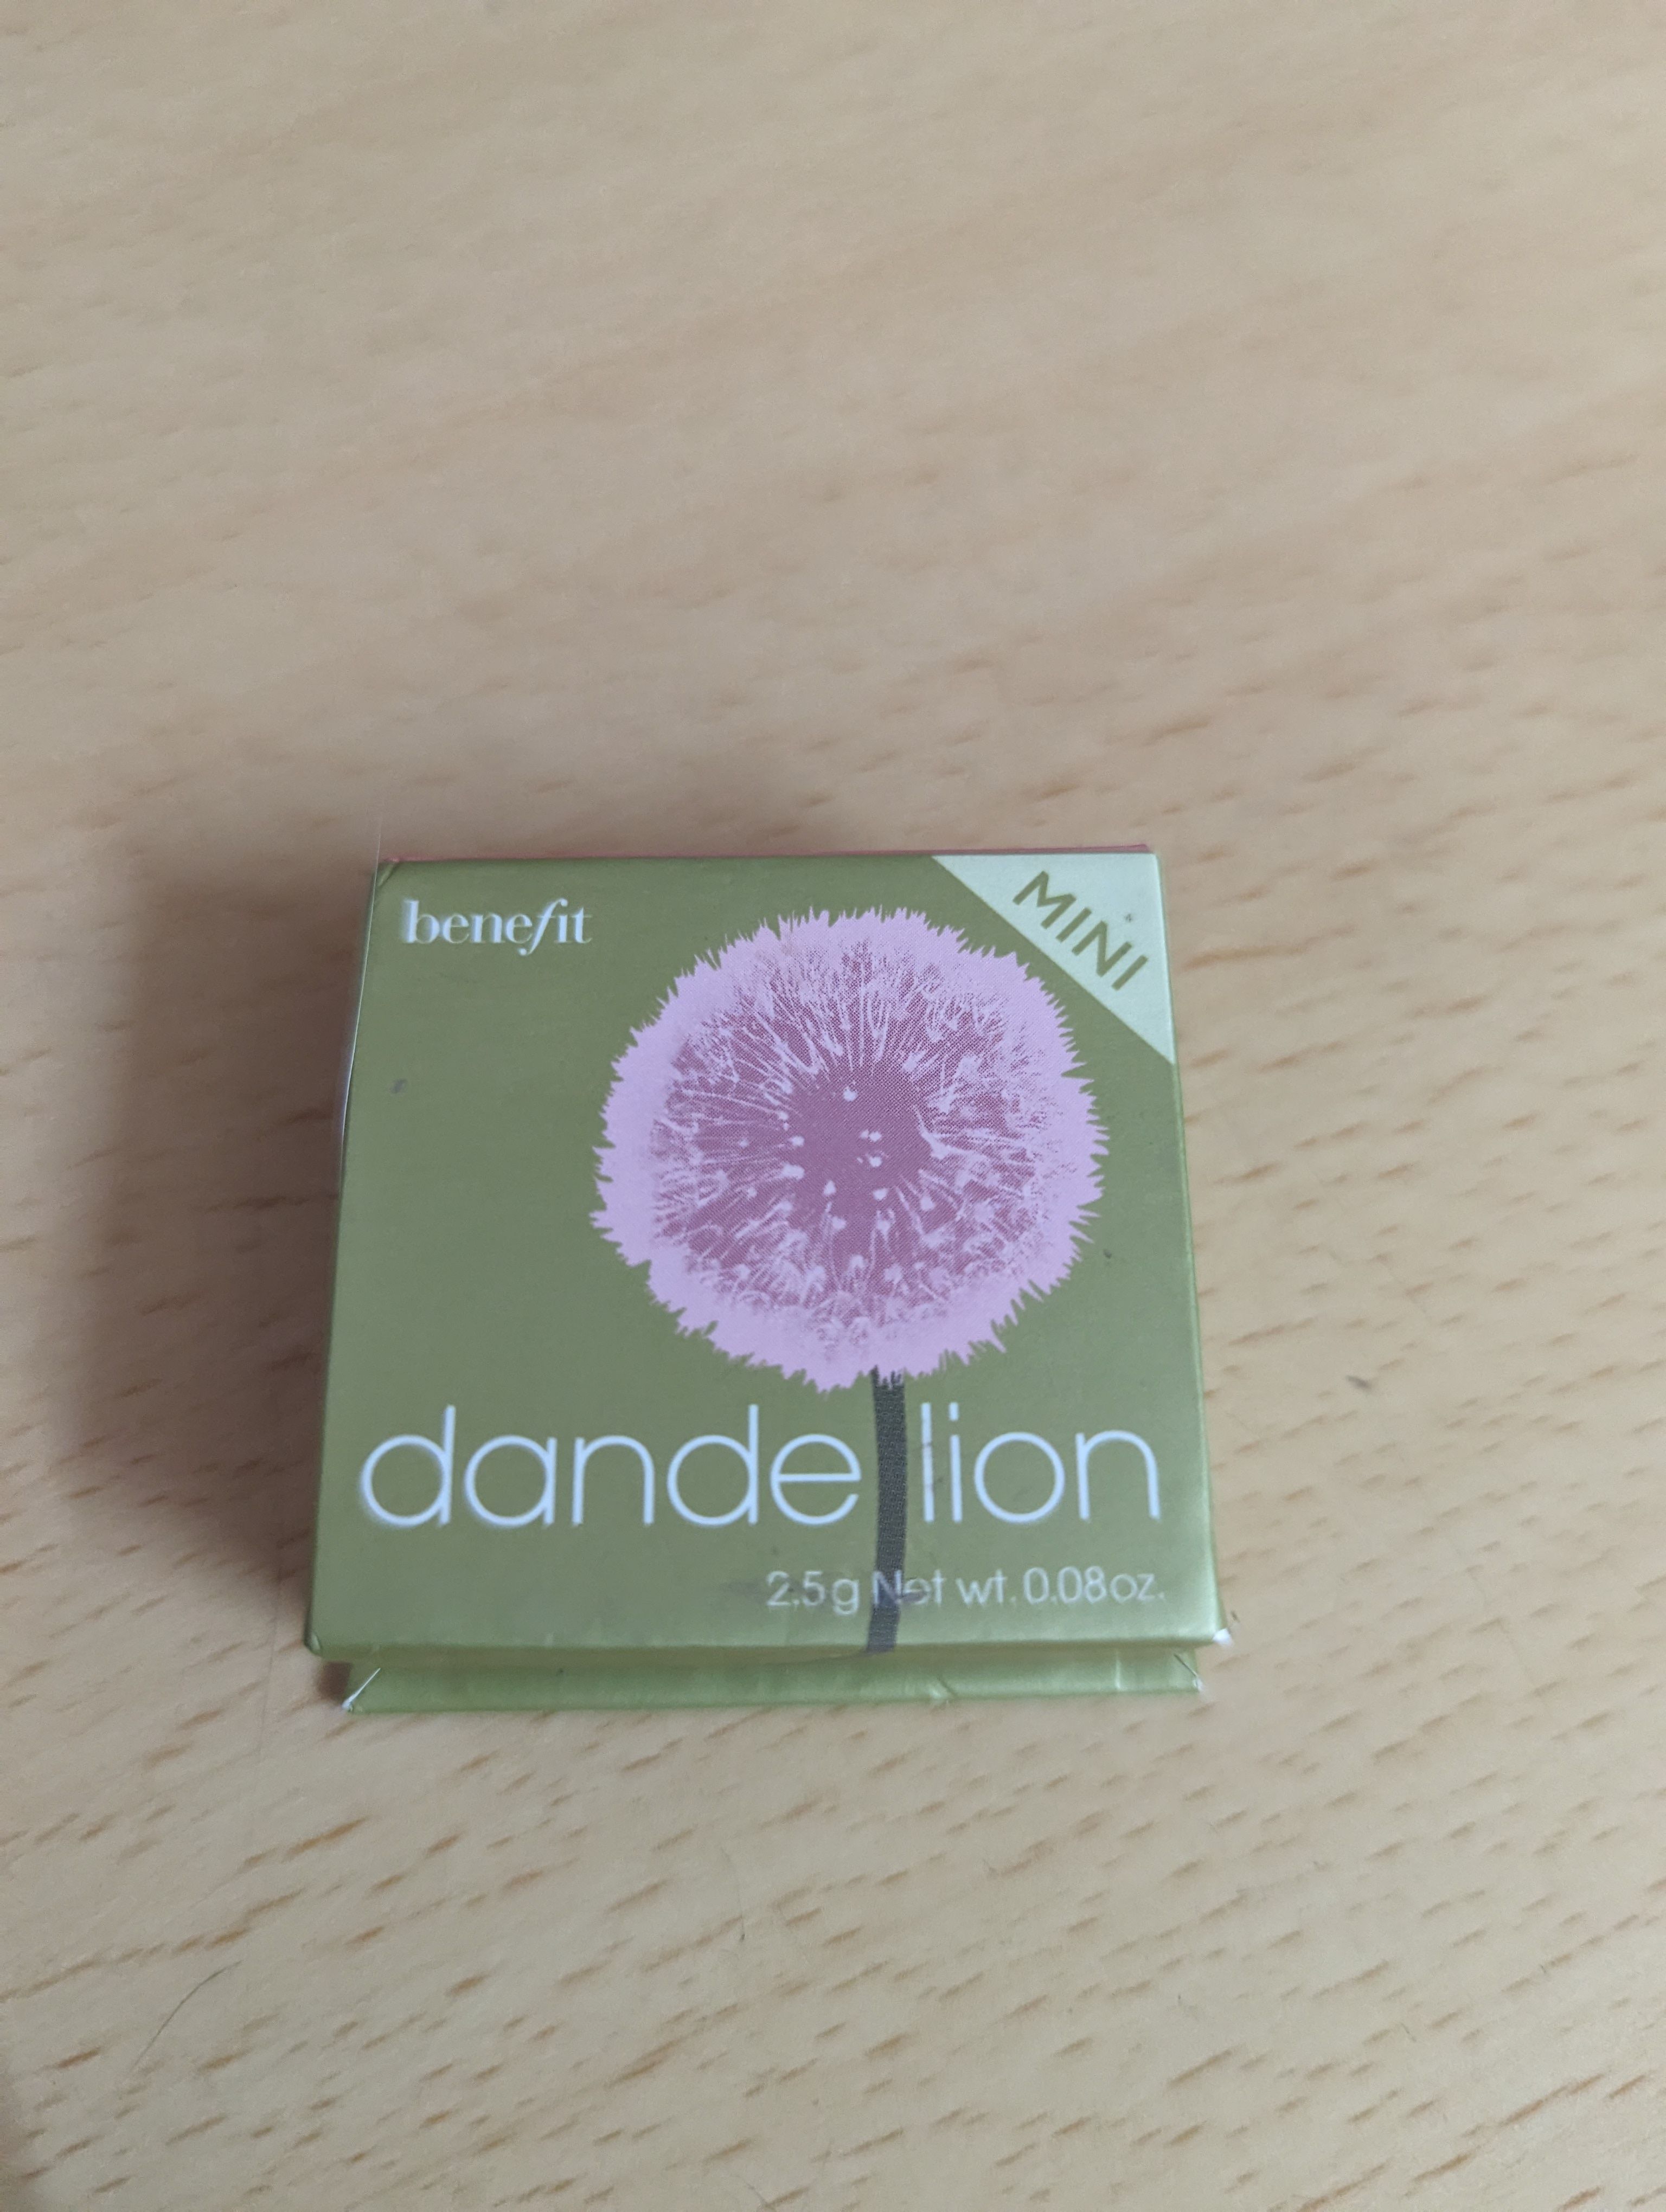 benefit
MINI
dandelion
2.5g Net wt. 0.08oz.